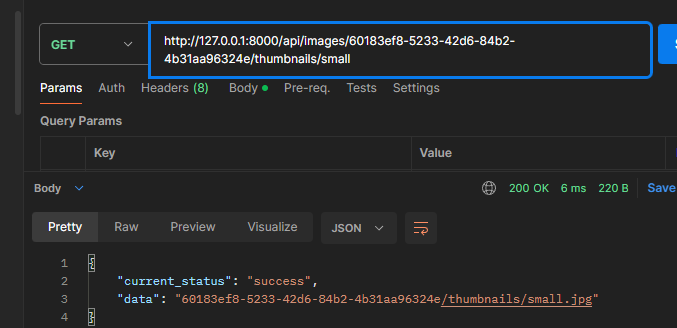 GET
http://127.0.0.1:8000/api/images/60183ef8-5233-42d6-84b2-
4b31aa96324e/thumbnails/small
Params Auth Headers (8) Body Pre-req. Tests Settings
Query Params
Key Value
Body 200 OK 6 ms 220 B Save
Pretty Raw Preview Visualize JSON
1 {
2 "current_status": "success",
3 "data": "60183ef8-5233-42d6-84b2-4b31aa96324e/thumbnails/small.jpg"
4 }